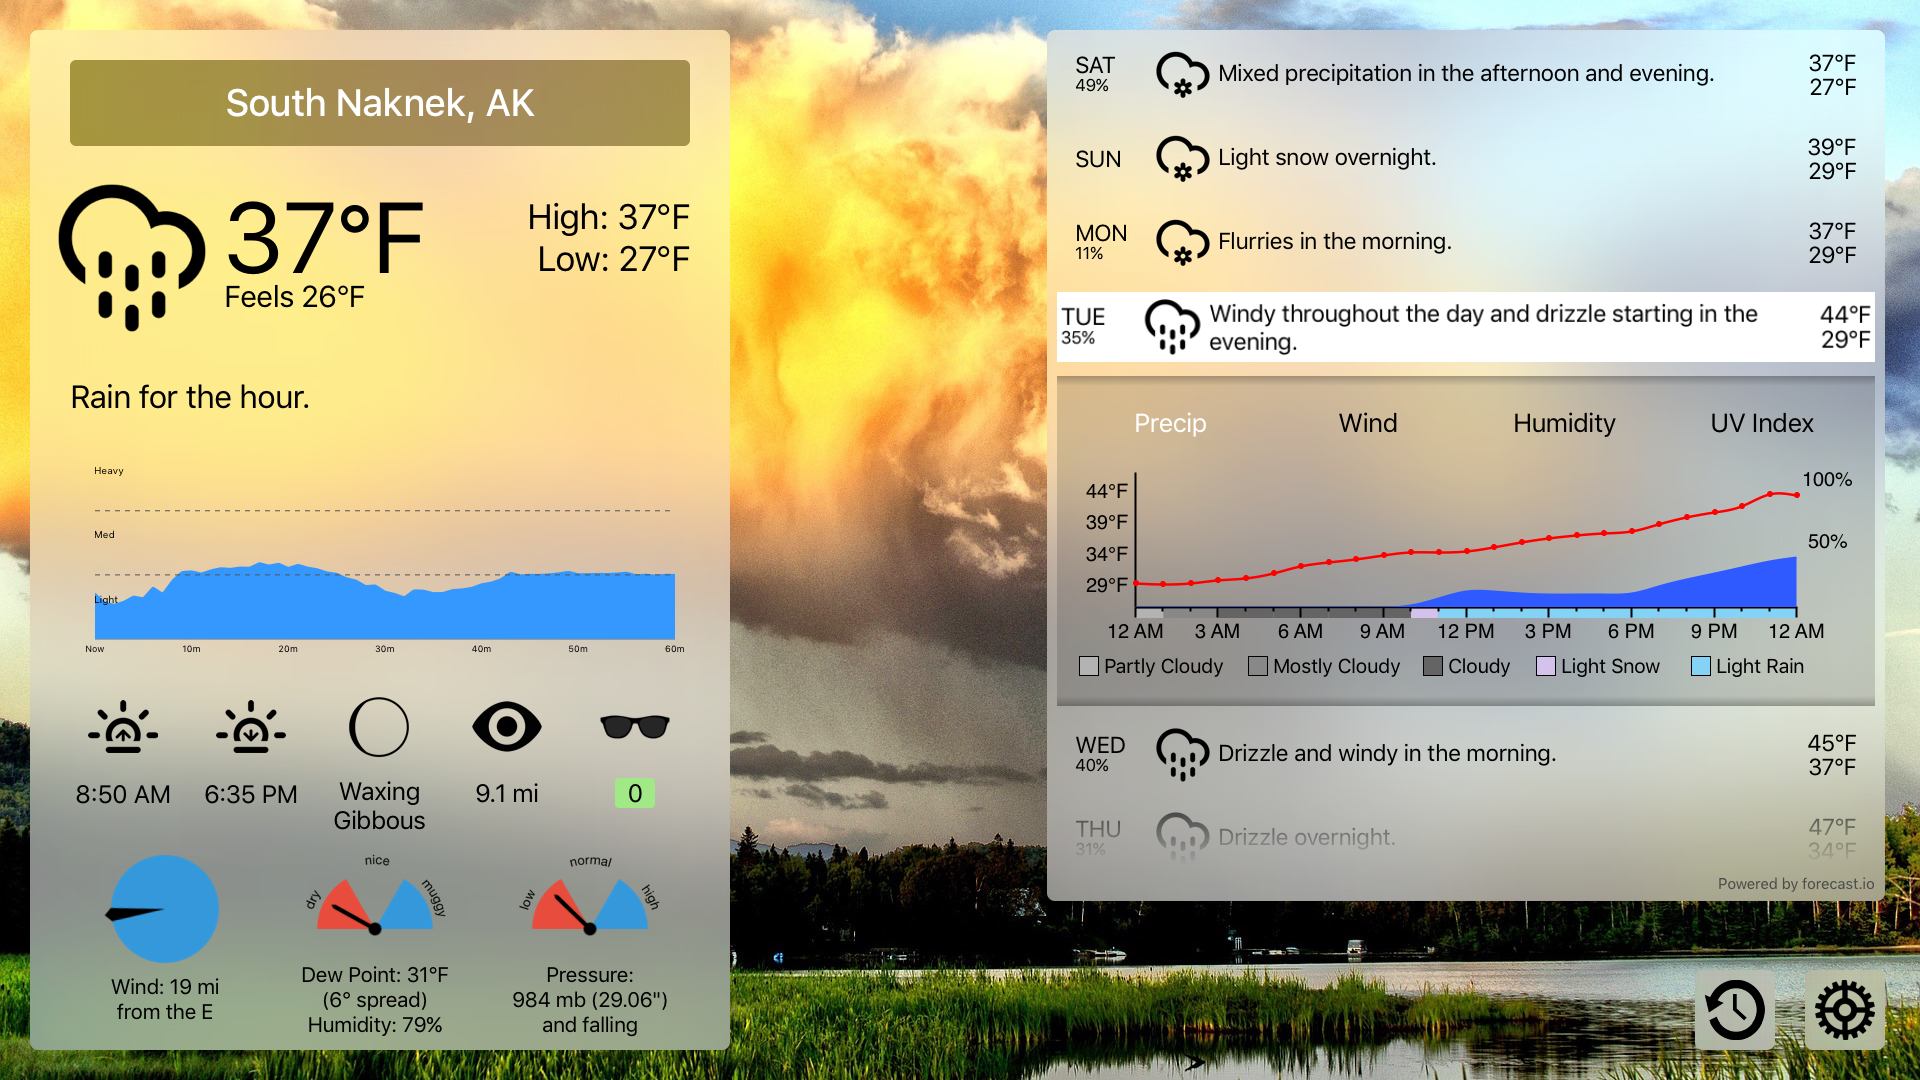 South Naknek, AK
37°F
Feels 26°F
High: 37°F
Low: 27°F
Rain for the hour.
Heavy
Med
Light
Now 10m 20m 30m 40m 50m 60m
8:50 AM
6:35 PM
Waxing
Gibbous
9.1 mi
0
Wind: 19 mi
from the E
dry nice muggy
Dew Point: 31°F
(6° spread)
Humidity: 79%
low normal high
Pressure:
984 mb (29.06")
and falling
SAT
49%
Mixed precipitation in the afternoon and evening.
37°F
27°F
SUN
Light snow overnight.
39°F
29°F
MON
11%
Flurries in the morning.
37°F
29°F
TUE
35%
Windy throughout the day and drizzle starting in the
evening.
44°F
29°F
Precip Wind Humidity UV Index
44°F
39°F
34°F
29°F
100%
50%
12 AM 3 AM 6 AM 9 AM 12 PM 3 PM 6 PM 9 PM 12 AM
Partly Cloudy Mostly Cloudy Cloudy Light Snow Light Rain
WED
40%
Drizzle and windy in the morning.
45°F
37°F
THU
31%
Drizzle overnight.
47°F
34°F
Powered by forecast.io